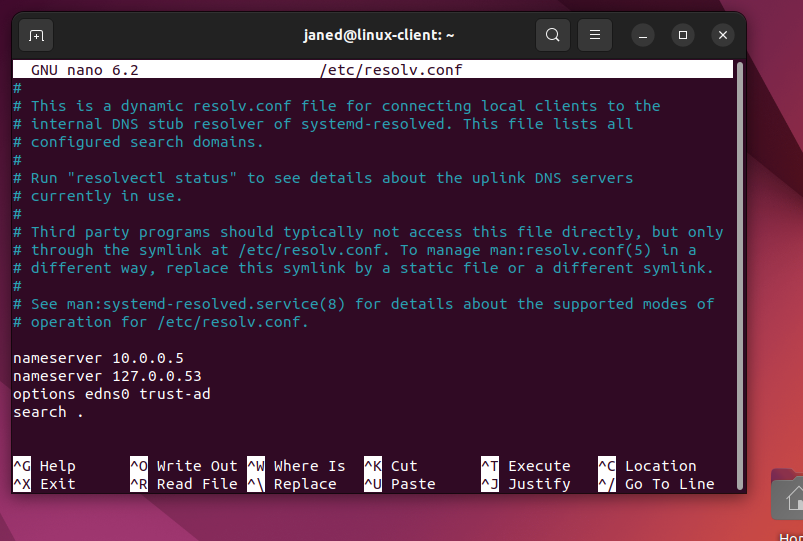 janed@linux-client: ~
GNU nano 6.2 /etc/resolv.conf
#
# This is a dynamic resolv.conf file for connecting local clients to the
# internal DNS stub resolver of systemd-resolved. This file lists all
# configured search domains.
#
# Run "resolvectl status" to see details about the uplink DNS servers
# currently in use.
#
# Third party programs should typically not access this file directly, but only
# through the symlink at /etc/resolv.conf. To manage man:resolv.conf(5) in a
# different way, replace this symlink by a static file or a different symlink.
#
# See man:systemd-resolved.service(8) for details about the supported modes of
# operation for /etc/resolv.conf.
nameserver 10.0.0.5
nameserver 127.0.0.53
options edns0 trust-ad
search .
^G Help ^O Write Out ^W Where Is ^K Cut ^T Execute ^C Location
^X Exit ^R Read File ^\ Replace ^U Paste ^J Justify ^/ Go To Line